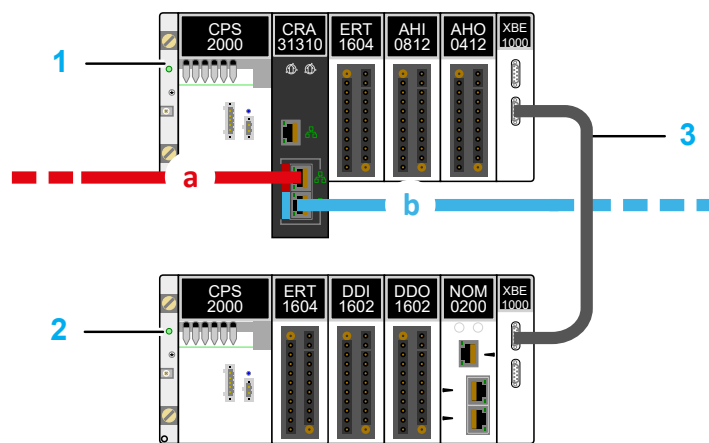 CPS CRA ERT AHI AHO XBE
2000 31310 1604 0812 0412 1000
1
3
a
b
CPS ERT DDI DDO NOM XBE
2000 1604 1602 1602 0200 1000
2